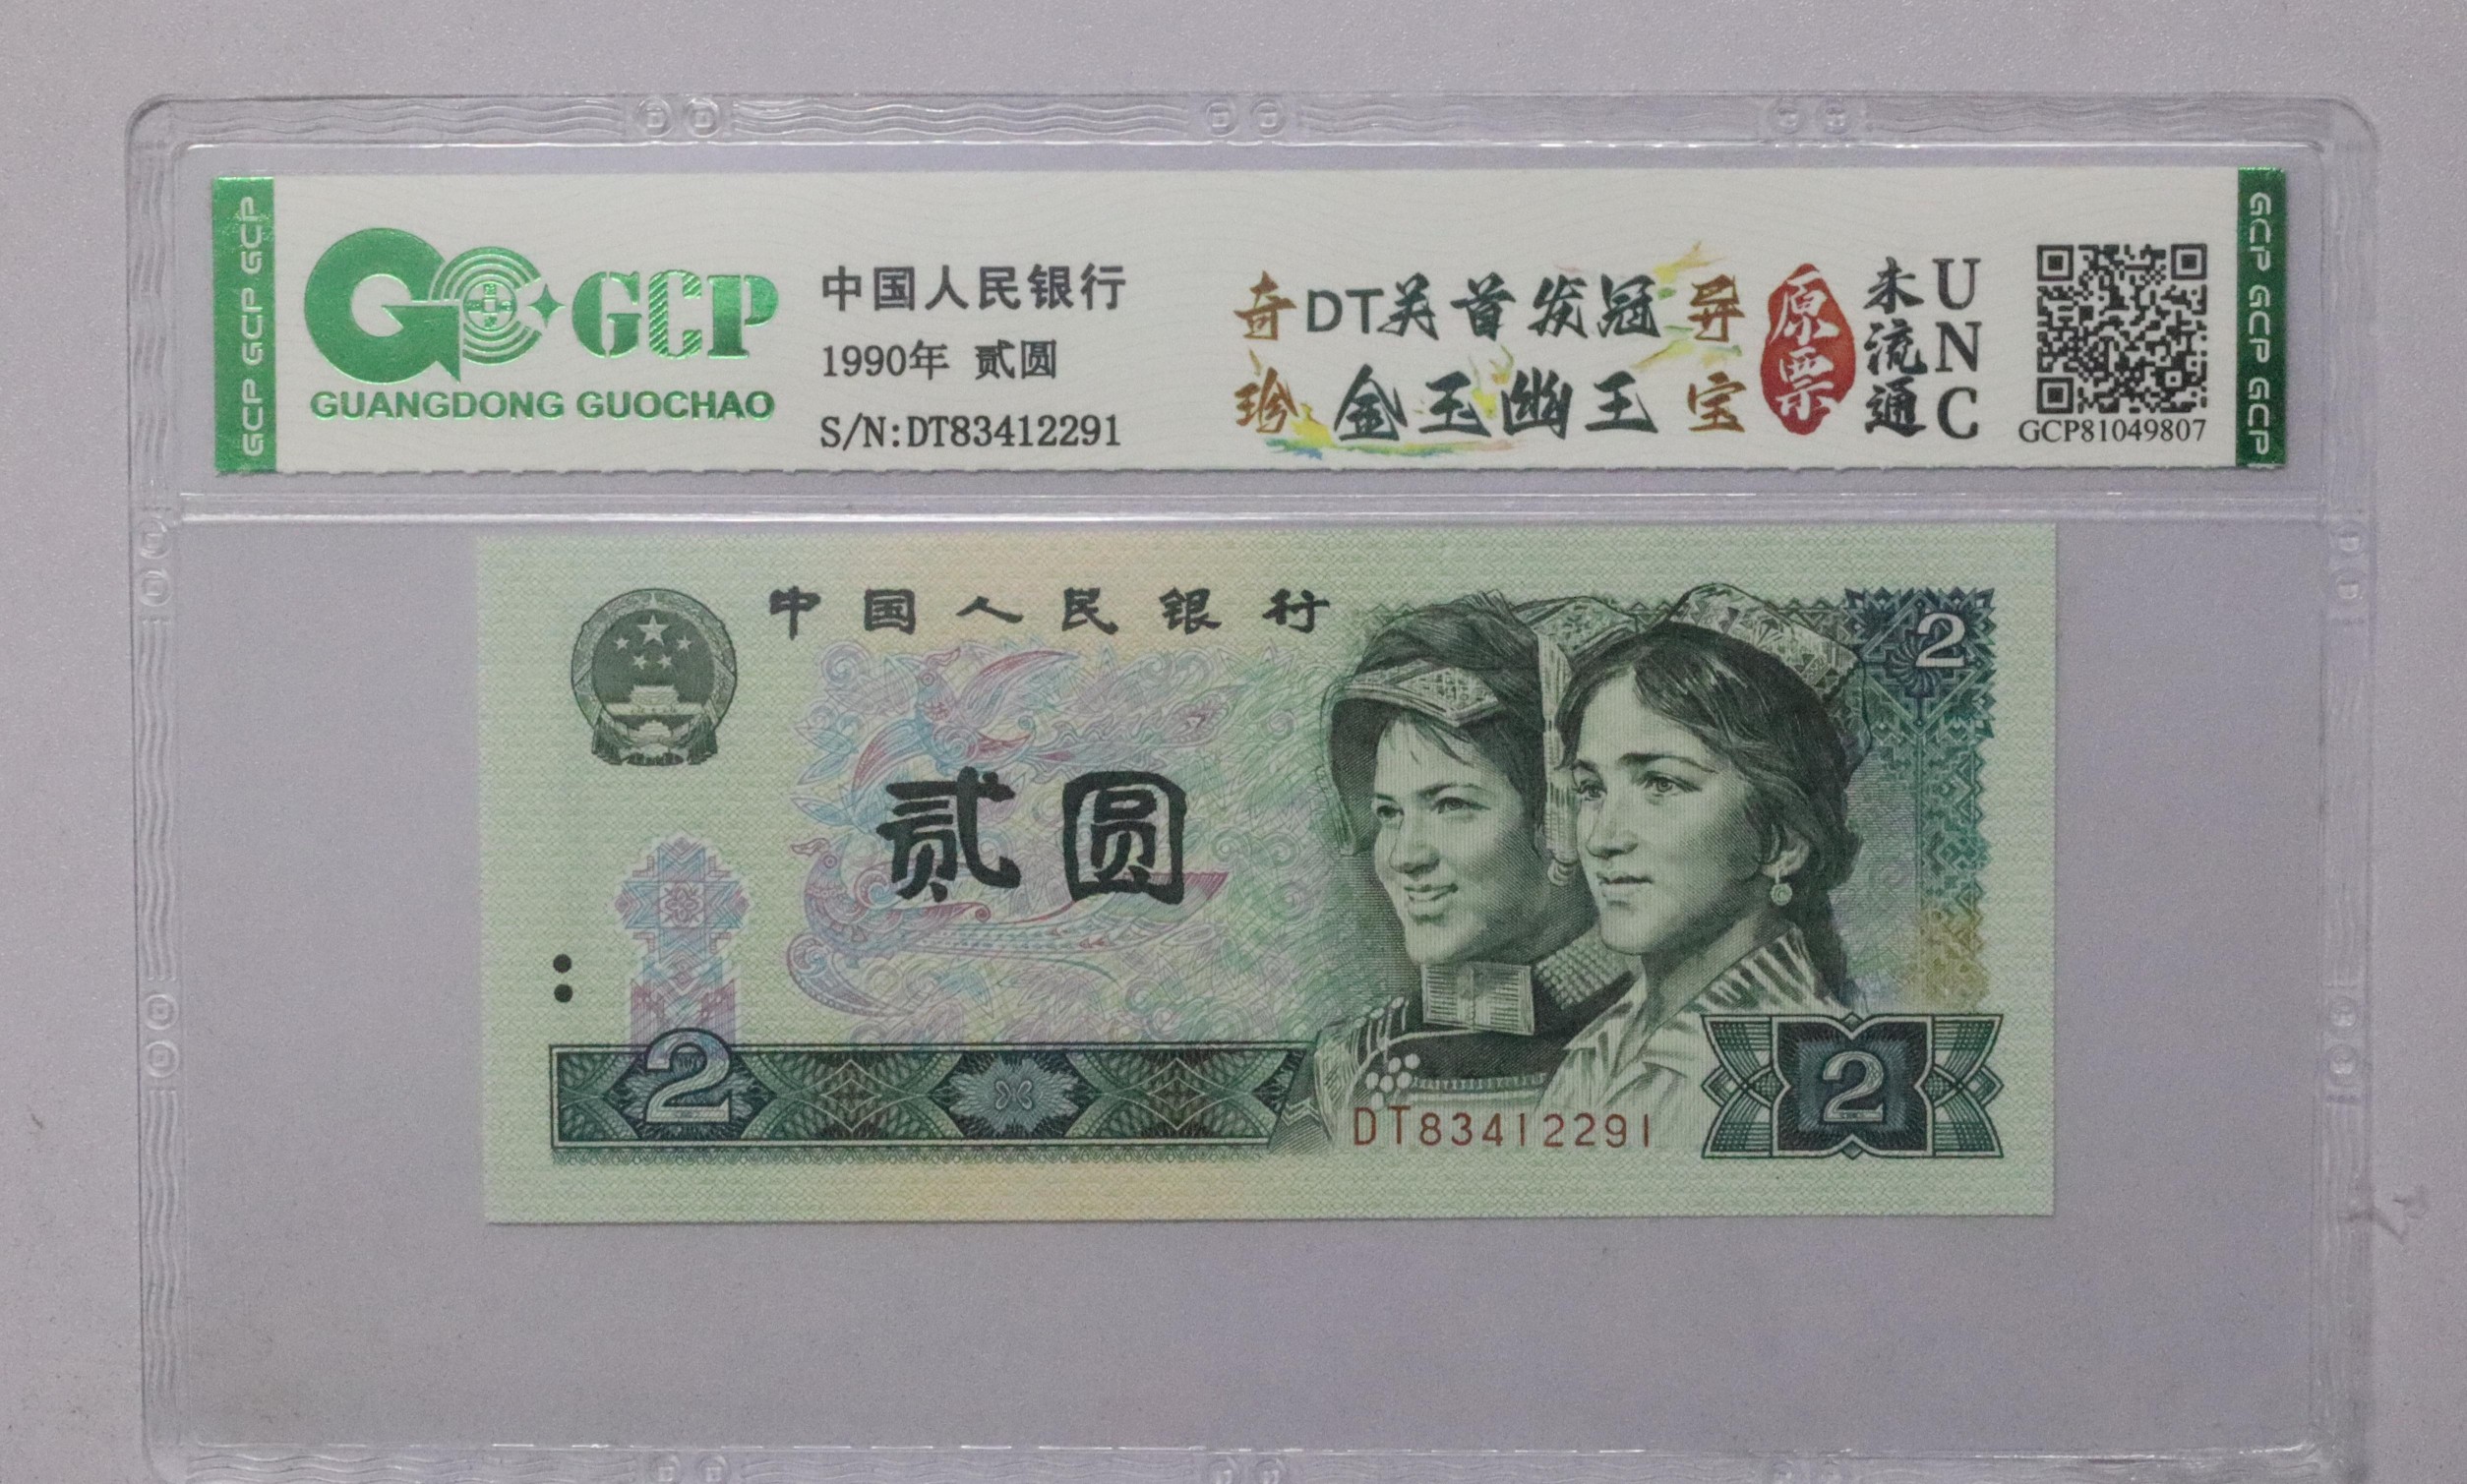 GCP GCP GCP
GCP
GUANGDONG GUOCHAO
中国人民银行
1990年 贰圆
S/N:DT83412291
奇 DT关首发冠 异
珍 金玉幽王 宝
原票
未流通
UNC
GCP81049807
GCP GCP GCP
中国人民银行
2
贰圆
2
DT83412291
2